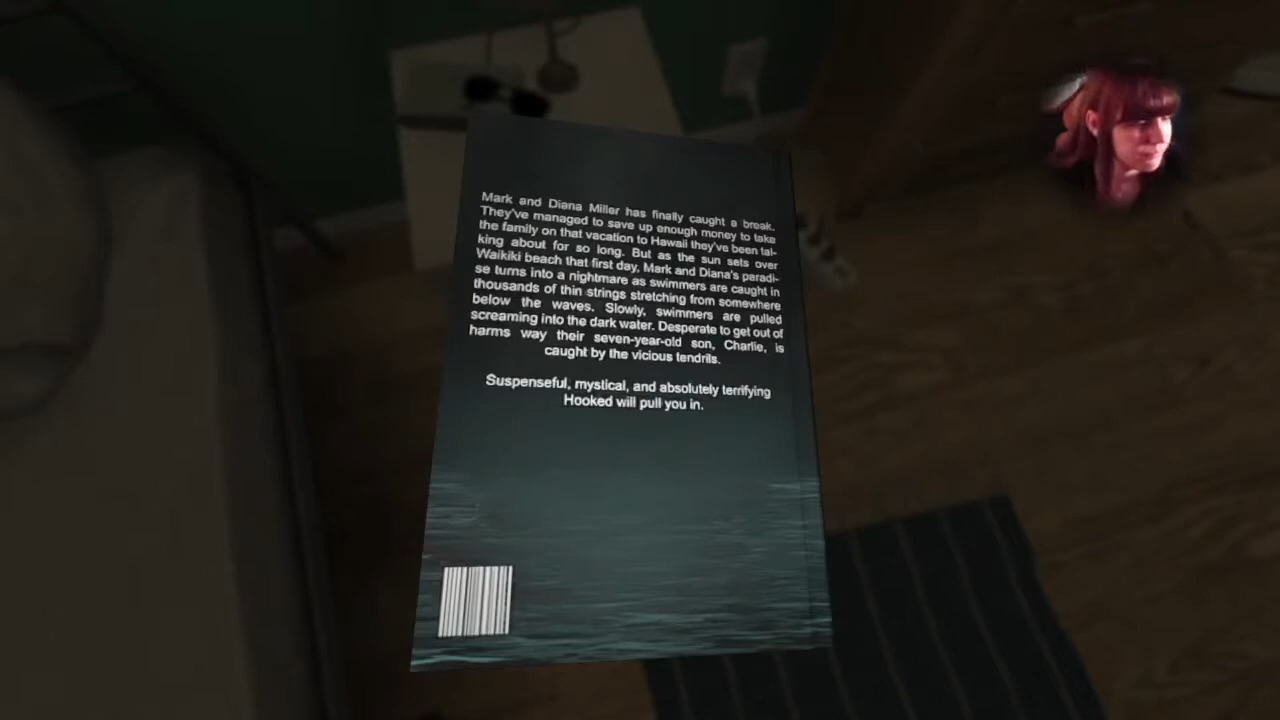 Mark and Diana Miller has finally caught a break.
They've managed to save up enough money to take
the family on that vacation to Hawaii they've been tal-
king about for so long. But as the sun sets over
Waikiki beach that first day, Mark and Diana's paradi-
se turns into a nightmare as swimmers are caught in
thousands of thin strings stretching from somewhere
below the waves. Slowly, swimmers are pulled
screaming into the dark water. Desperate to get out of
harms way their seven-year-old son, Charlie, is
caught by the vicious tendrils.
Suspenseful, mystical, and absolutely terrifying
Hooked will pull you in.